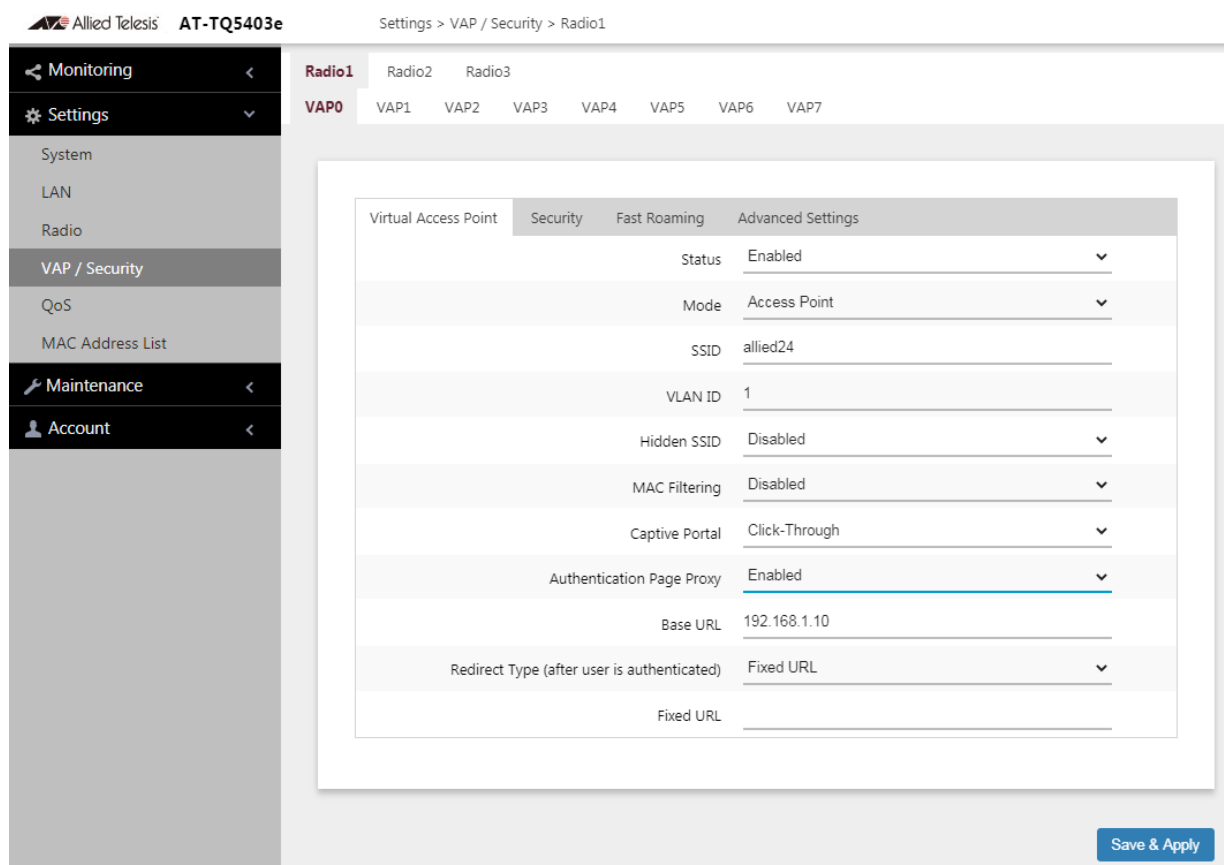 Allied Telesis AT-TQ5403e Settings > VAP / Security > Radio1
Monitoring
Settings
System
LAN
Radio
VAP / Security
QoS
MAC Address List
Maintenance
Account
Radio1 Radio2 Radio3
VAP0 VAP1 VAP2 VAP3 VAP4 VAP5 VAP6 VAP7
Virtual Access Point Security Fast Roaming Advanced Settings
Status Enabled
Mode Access Point
SSID allied24
VLAN ID 1
Hidden SSID Disabled
MAC Filtering Disabled
Captive Portal Click-Through
Authentication Page Proxy Enabled
Base URL 192.168.1.10
Redirect Type (after user is authenticated) Fixed URL
Fixed URL
Save & Apply